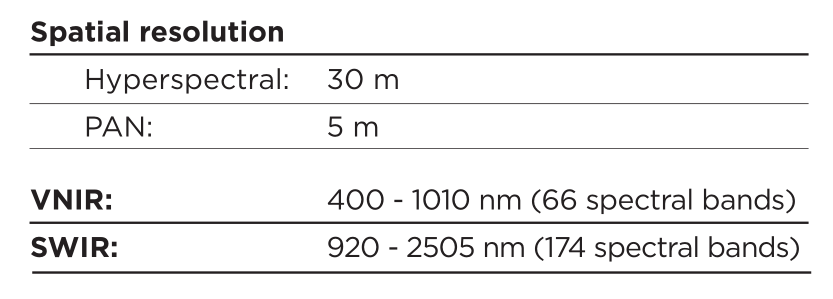 Spatial resolution
Hyperspectral: 30 m
PAN: 5 m
VNIR: 400 - 1010 nm (66 spectral bands)
SWIR: 920 - 2505 nm (174 spectral bands)